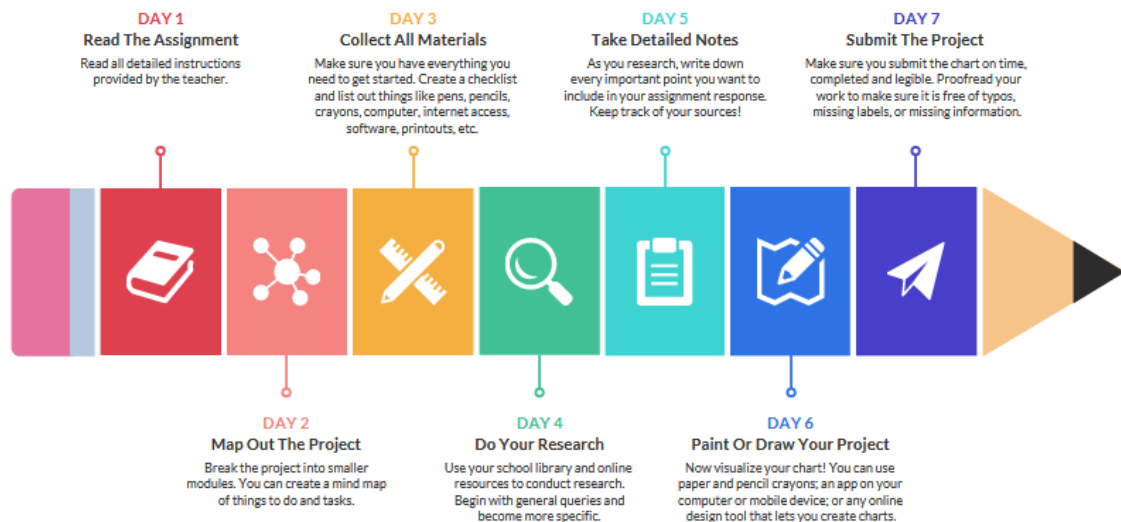 DAY 1
Read The Assignment
Read all detailed instructions
provided by the teacher.
DAY 3
Collect All Materials
Make sure you have everything you
need to get started. Create a checklist
and list out things like pens, pencils,
crayons, computer, internet access,
software, printouts, etc.
DAY 5
Take Detailed Notes
As you research, write down
every important point you want to
include in your assignment response.
Keep track of your sources!
DAY 7
Submit The Project
Make sure you submit the chart on time,
completed and legible. Proofread your
work to make sure it is free of typos,
missing labels, or missing information.
DAY 2
Map Out The Project
Break the project into smaller
modules. You can create a mind map
of things to do and tasks.
DAY 4
Do Your Research
Use your school library and online
resources to conduct research.
Begin with general queries and
become more specific.
DAY 6
Paint Or Draw Your Project
Now visualize your chart! You can use
paper and pencil crayons; an app on your
computer or mobile device; or any online
design tool that lets you create charts.